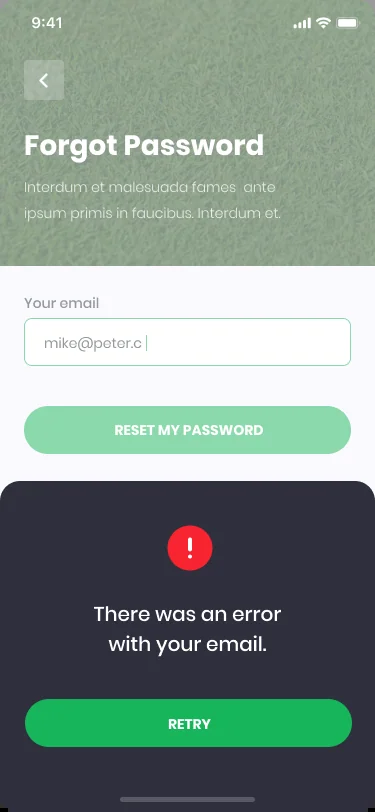 9:41
Forgot Password
Interdum et malesuada fames  ante
ipsum primis in faucibus. Interdum et.
Your email
mike@peter.c
RESET MY PASSWORD
There was an error
with your email.
RETRY